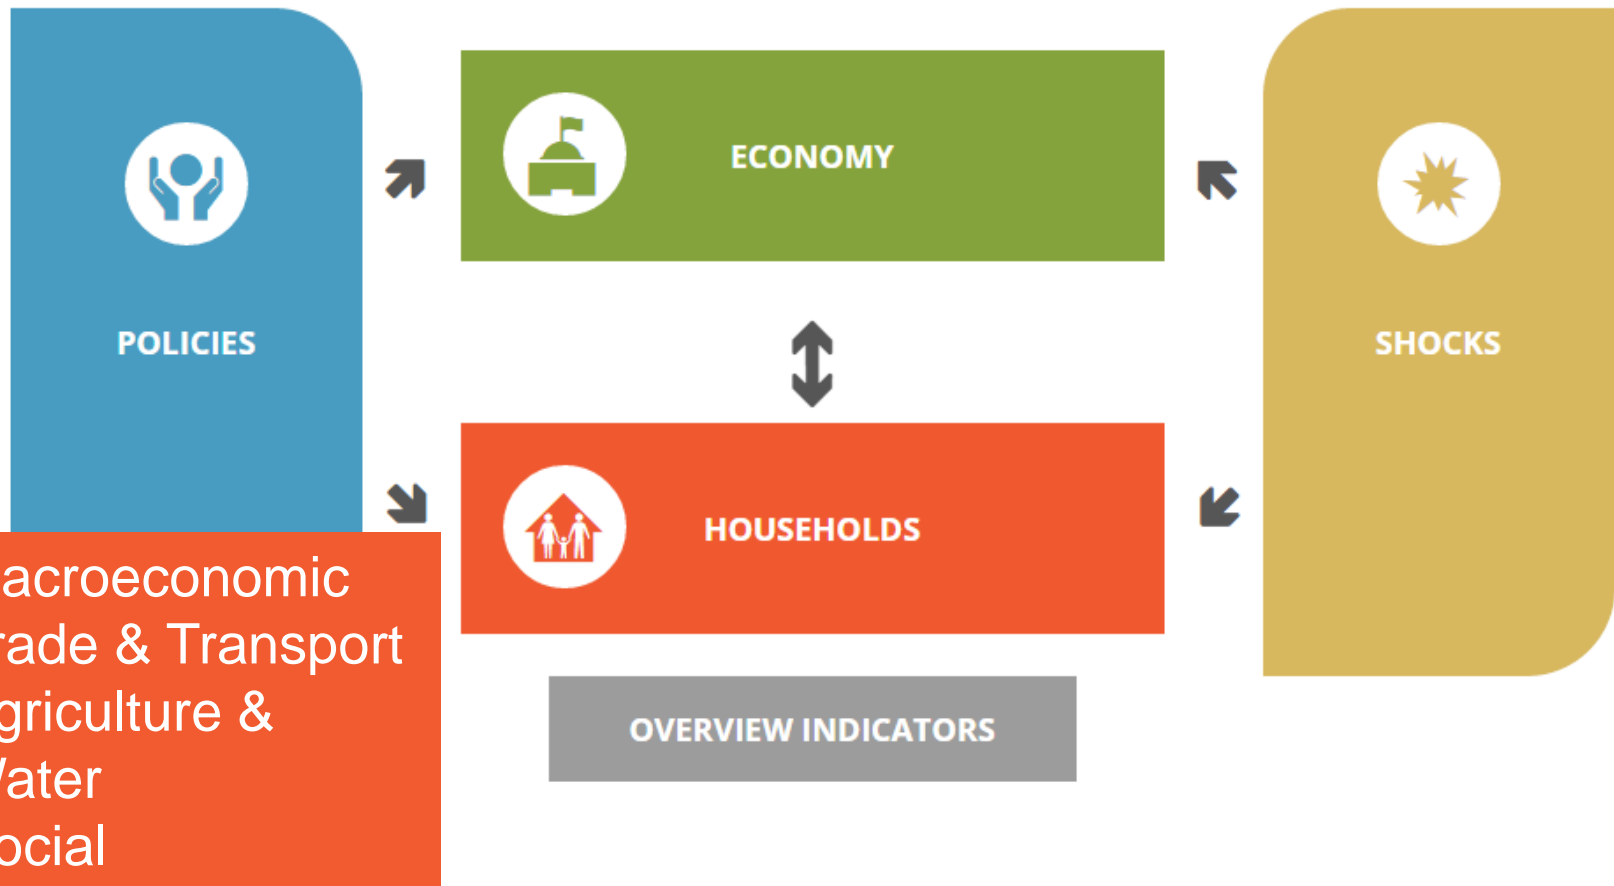 ECONOMY
POLICIES
SHOCKS
HOUSEHOLDS
acroeconomic
rade & Transport
griculture &
ater
ocial
OVERVIEW INDICATORS